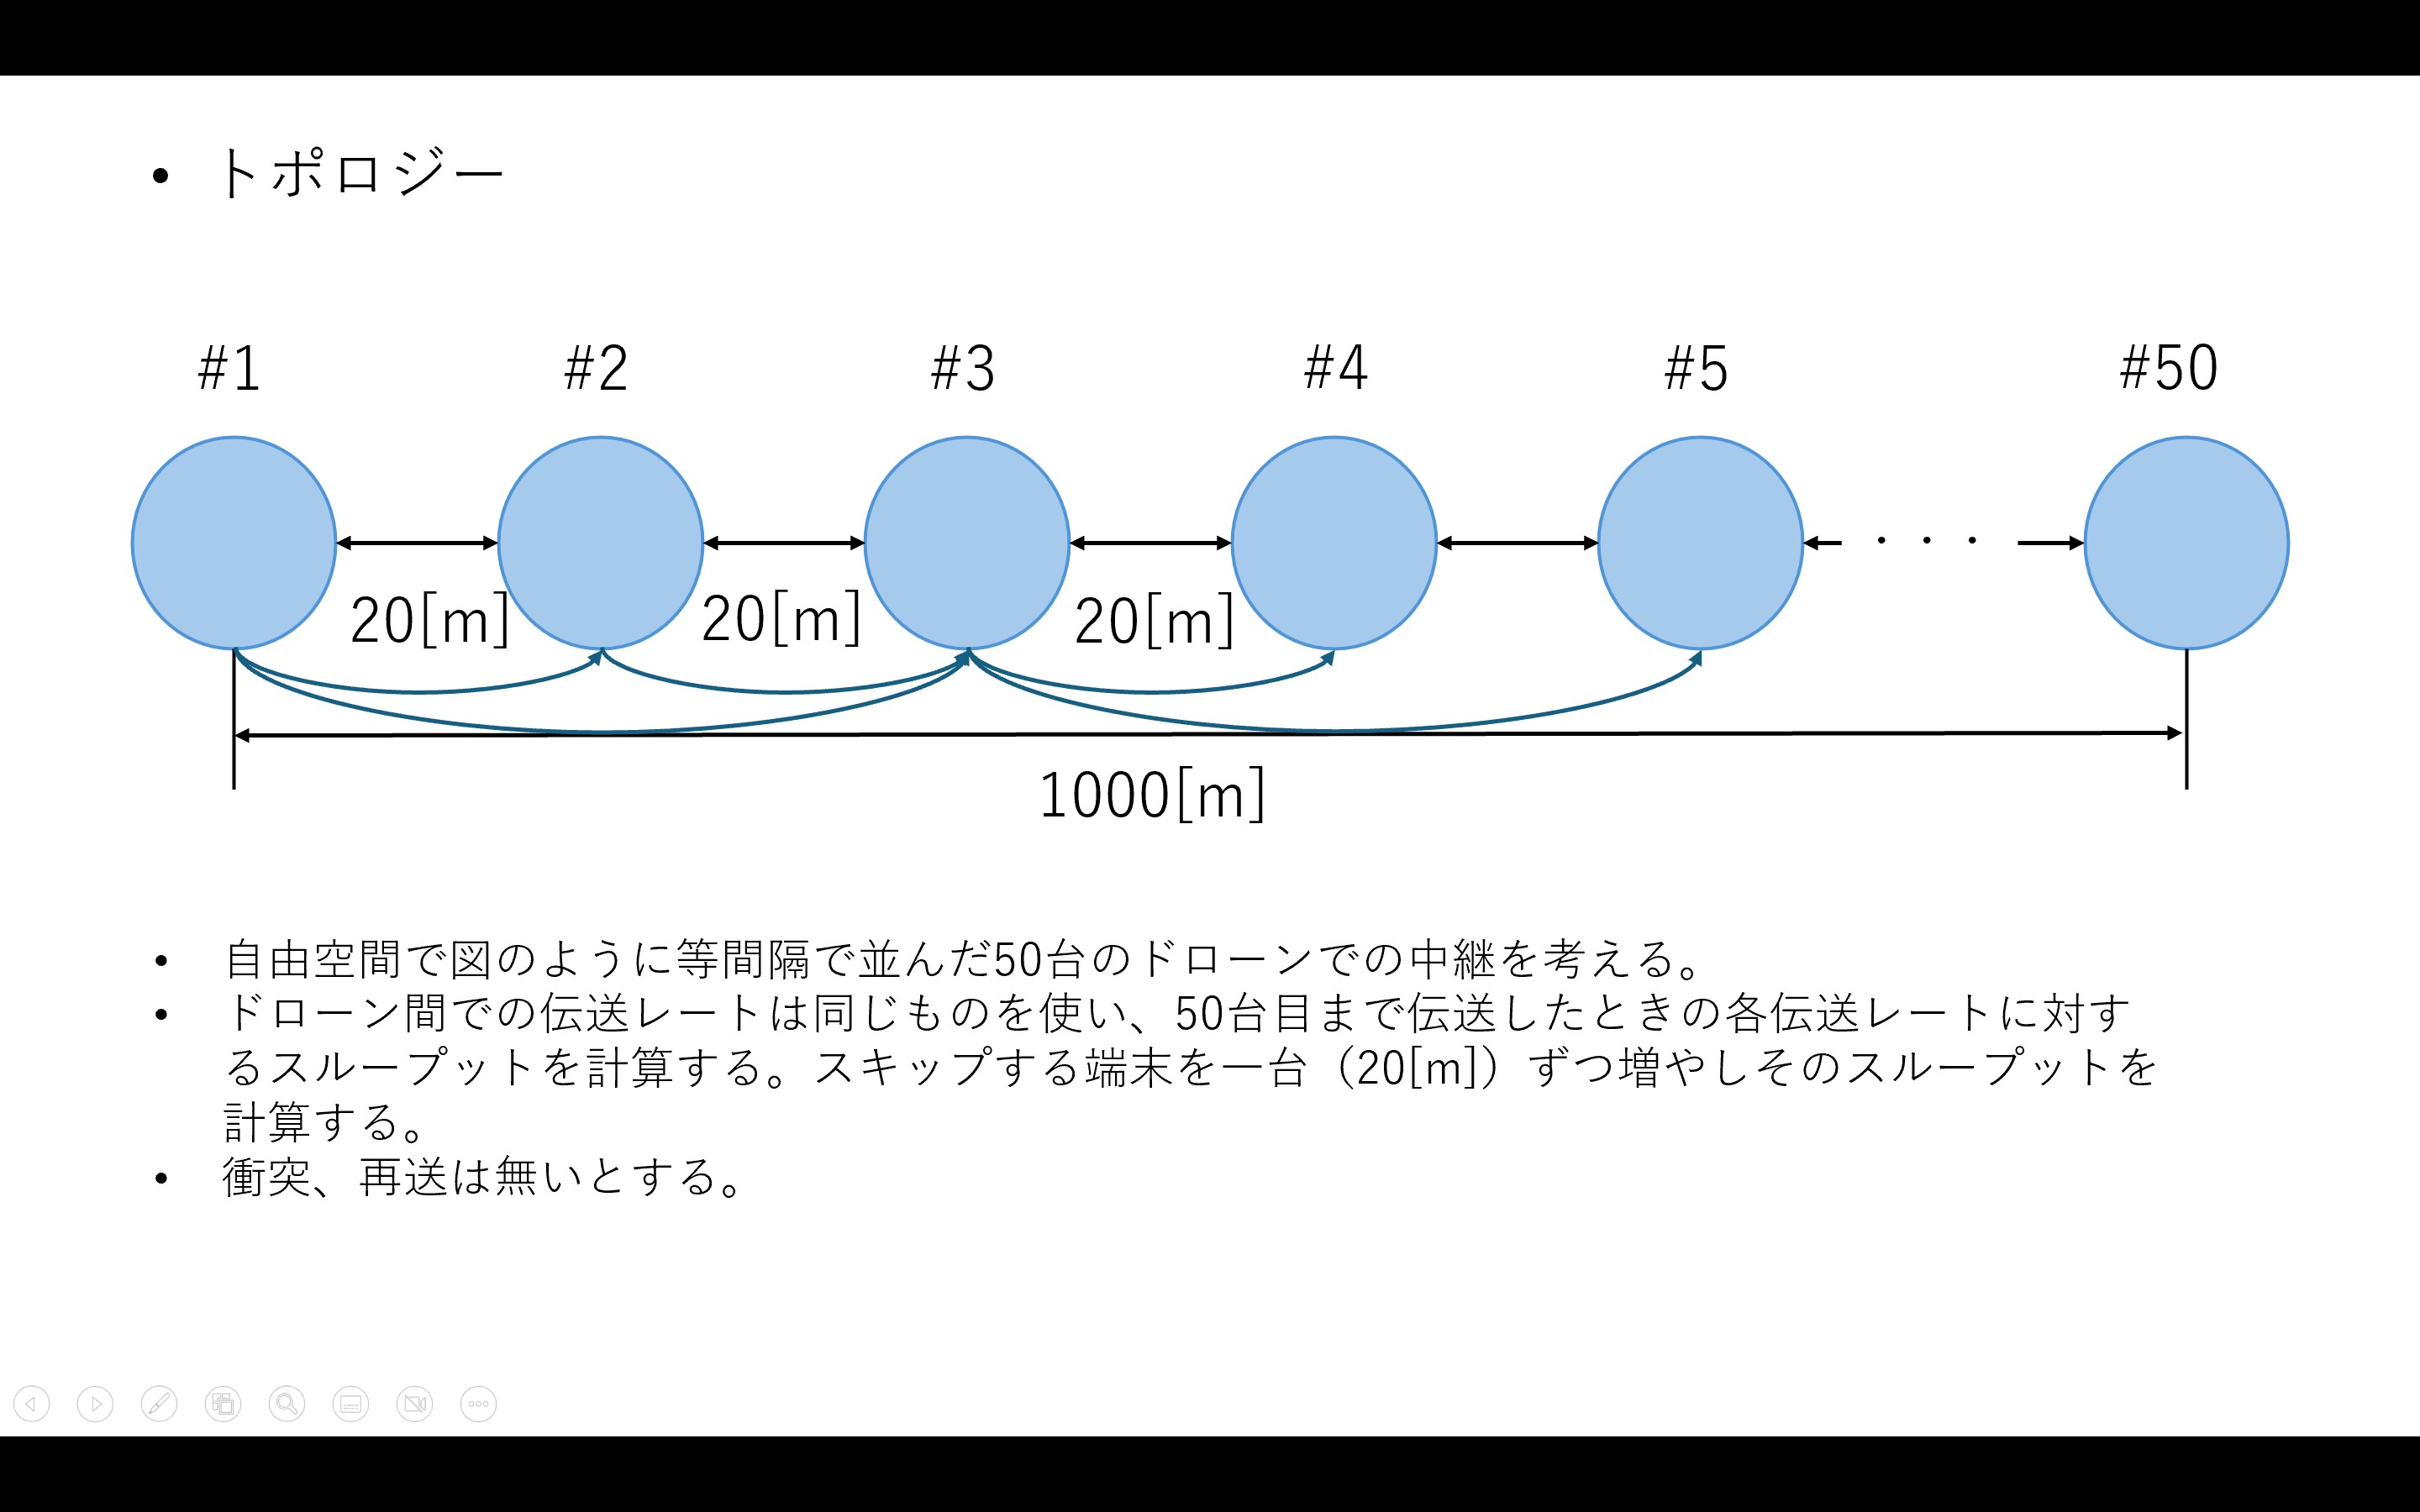 • トポロジー
#1 #2 #3 #4 #5 #50
・・・
20[m] 20[m] 20[m]
1000[m]
• 自由空間で図のように等間隔で並んだ50台のドローンでの中継を考える。
• ドローン間での伝送レートは同じものを使い、50台目まで伝送したときの各伝送レートに対す
るスループットを計算する。スキップする端末を一台（20[m]）ずつ増やしそのスループットを
計算する。
• 衝突、再送は無いとする。